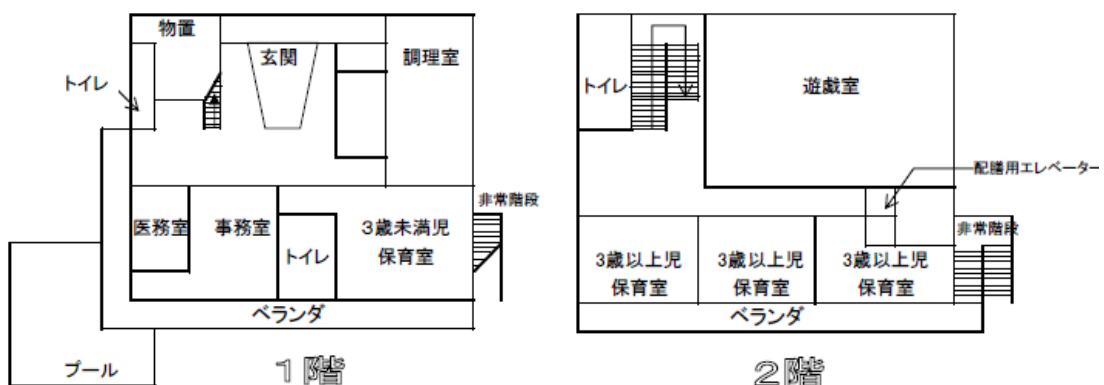 物置
玄関
調理室
トイレ
医務室
事務室
トイレ
3歳未満児
保育室
非常階段
ベランダ
プール
1階
トイレ
遊戯室
配膳用エレベーター
非常階段
3歳以上児
保育室
3歳以上児
保育室
3歳以上児
保育室
ベランダ
2階